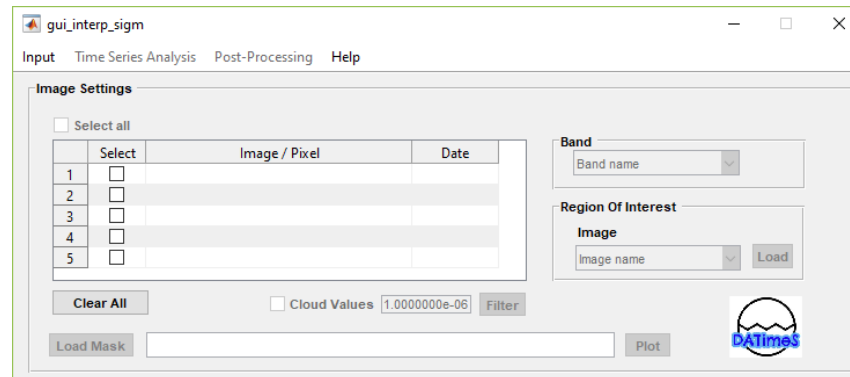 gui_interp_sigm
Input Time Series Analysis Post-Processing Help
Image Settings
Select all
Select Image / Pixel Date
1
2
3
4
5
Band
Band name
Region Of Interest
Image
Image name Load
Clear All Cloud Values 1.0000000e-06 Filter
Load Mask Plot
DATimeS